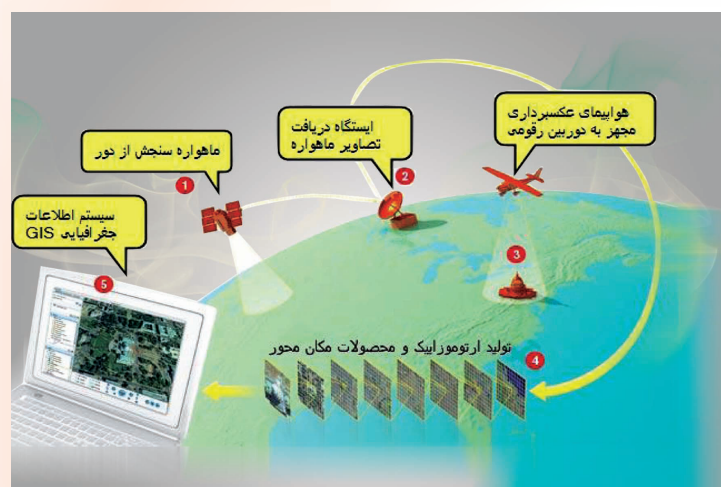 هواپیمای عکسبرداری
مجهز به دوربین رقومی
ایستگاه دریافت
تصاویر ماهواره
ماهواره سنجش از دور
سیستم اطلاعات
جغرافیایی GIS
1
2
3
4
5
تولید ارتوموزاییک و محصولات مکان محور